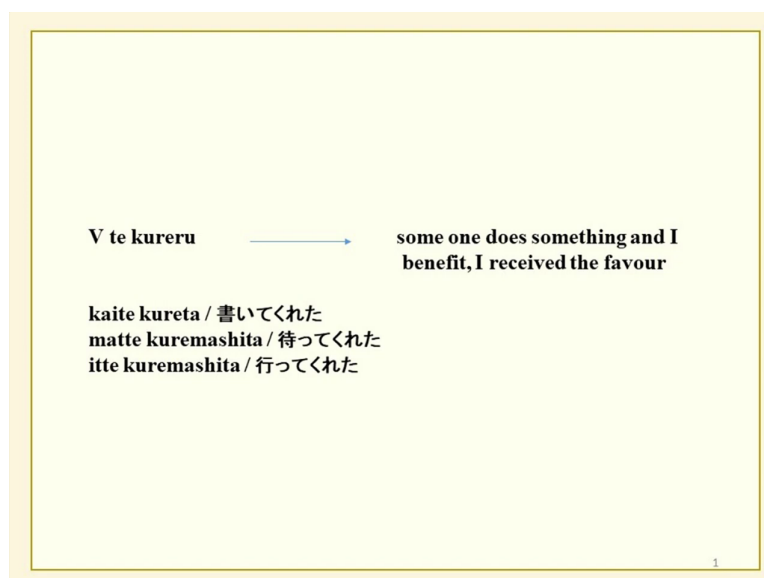 V te kureru
some one does something and I
benefit, I received the favour
kaite kureta / 書いてくれた
matte kuremashita / 待ってくれた
itte kuremashita / 行ってくれた
1